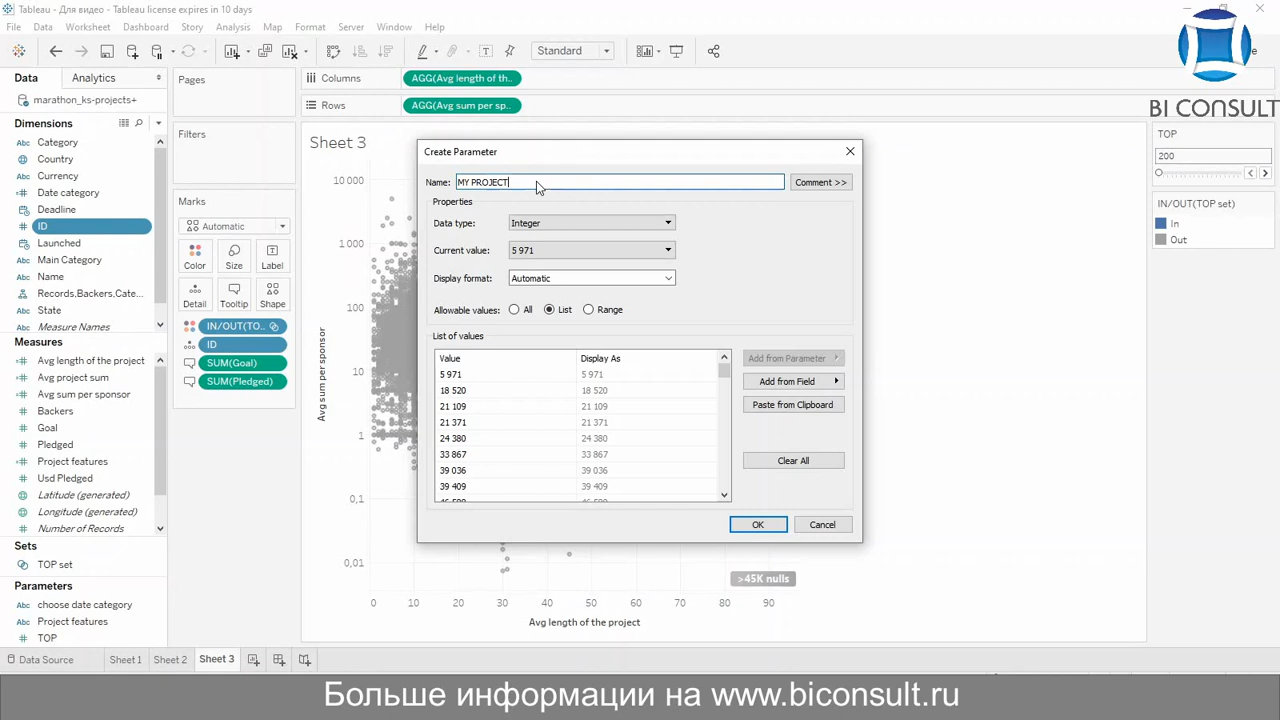 Tableau - Для видео - Tableau license expires in 10 days
File Data Worksheet Dashboard Story Analysis Map Format Server Window Help
Standard
BI CONSULT
Data Analytics
marathon_ks-projects+
Dimensions
Abc Category
Country
Abc Currency
Abc Date category
Deadline
# ID
Launched
Abc Main Category
Abc Name
Records,Backers,Cate...
Abc State
Abc Measure Names
Measures
Avg length of the project
Avg project sum
Avg sum per sponsor
Backers
Goal
Pledged
Project features
Usd Pledged
Latitude (generated)
Longitude (generated)
Number of Records
Sets
TOP set
Parameters
Abc choose date category
Abc Project features
# TOP
Pages
Filters
Marks
Automatic
Color Size Label
Detail Tooltip Shape
IN/OUT(TO..
ID
SUM(Goal)
SUM(Pledged)
Columns AGG(Avg length of th..
Rows AGG(Avg sum per sp..
Sheet 3
10 000
1 000
100
10
1
0,1
0,01
Avg sum per sponsor
0 10 20 30 40 50 60 70 80 90
Avg length of the project
>45K nulls
Create Parameter
Name: MY PROJECT Comment >>
Properties
Data type: Integer
Current value: 5 971
Display format: Automatic
Allowable values: All List Range
List of values
Value Display As
5 971 5 971
18 520 18 520
21 109 21 109
21 371 21 371
24 380 24 380
33 867 33 867
39 036 39 036
39 409 39 409
Add from Parameter
Add from Field
Paste from Clipboard
Clear All
OK Cancel
TOP
200
IN/OUT(TOP set)
In
Out
Data Source Sheet 1 Sheet 2 Sheet 3
Больше информации на www.biconsult.ru